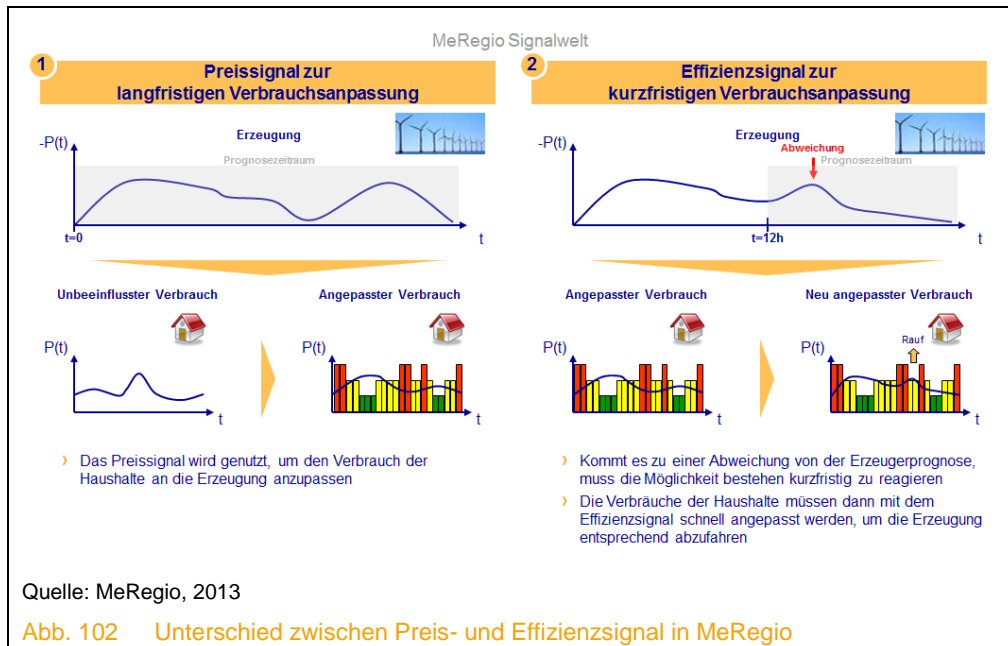 MeRegio Signalwelt
1
Preissignal zur
langfristigen Verbrauchsanpassung
Erzeugung
-P(t)
Prognosezeitraum
t=0
t
Unbeeinflusster Verbrauch
Angepasster Verbrauch
P(t)
t
P(t)
t
› Das Preissignal wird genutzt, um den Verbrauch der
Haushalte an die Erzeugung anzupassen
2
Effizienzsignal zur
kurzfristigen Verbrauchsanpassung
Erzeugung
-P(t)
Abweichung
Prognosezeitraum
t=12h
t
Angepasster Verbrauch
Neu angepasster Verbrauch
Rauf
P(t)
t
P(t)
t
› Kommt es zu einer Abweichung von der Erzeugerprognose,
muss die Möglichkeit bestehen kurzfristig zu reagieren
› Die Verbräuche der Haushalte müssen dann mit dem
Effizienzsignal schnell angepasst werden, um die Erzeugung
entsprechend abzufahren
Quelle: MeRegio, 2013
Abb. 102 Unterschied zwischen Preis- und Effizienzsignal in MeRegio